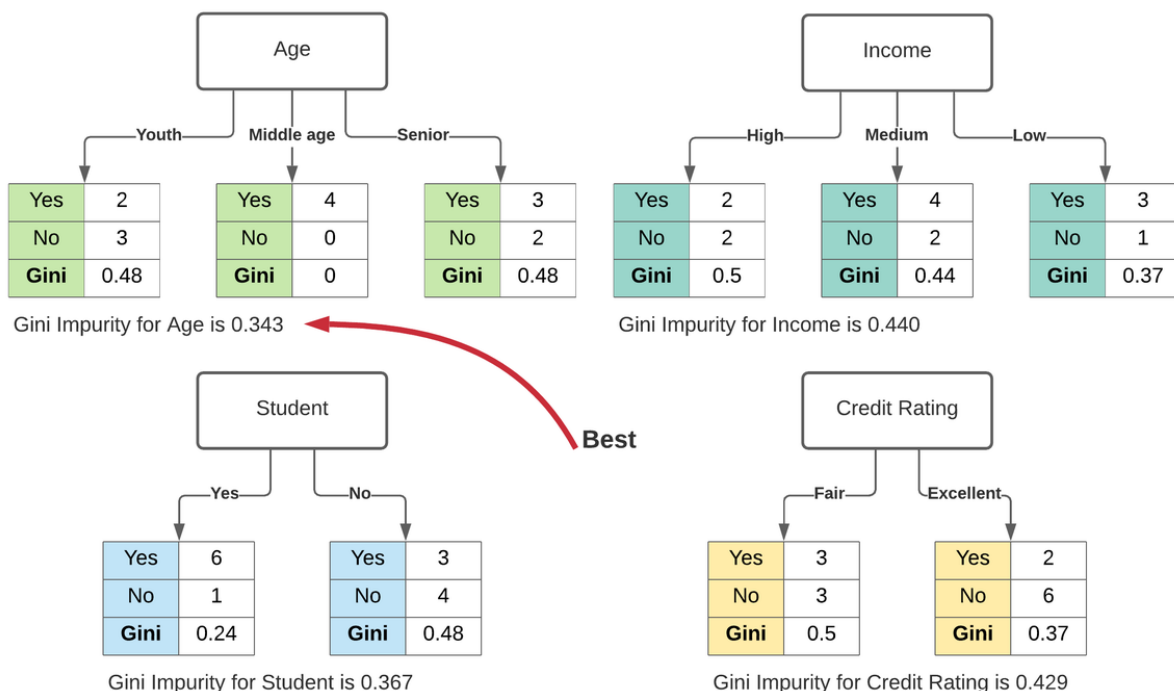 Age
Youth Middle age Senior
Yes 2
No 3
Gini 0.48
Yes 4
No 0
Gini 0
Yes 3
No 2
Gini 0.48
Gini Impurity for Age is 0.343
Income
High Medium Low
Yes 2
No 2
Gini 0.5
Yes 4
No 2
Gini 0.44
Yes 3
No 1
Gini 0.37
Gini Impurity for Income is 0.440
Best
Student
Yes No
Yes 6
No 1
Gini 0.24
Yes 3
No 4
Gini 0.48
Gini Impurity for Student is 0.367
Credit Rating
Fair Excellent
Yes 3
No 3
Gini 0.5
Yes 2
No 6
Gini 0.37
Gini Impurity for Credit Rating is 0.429